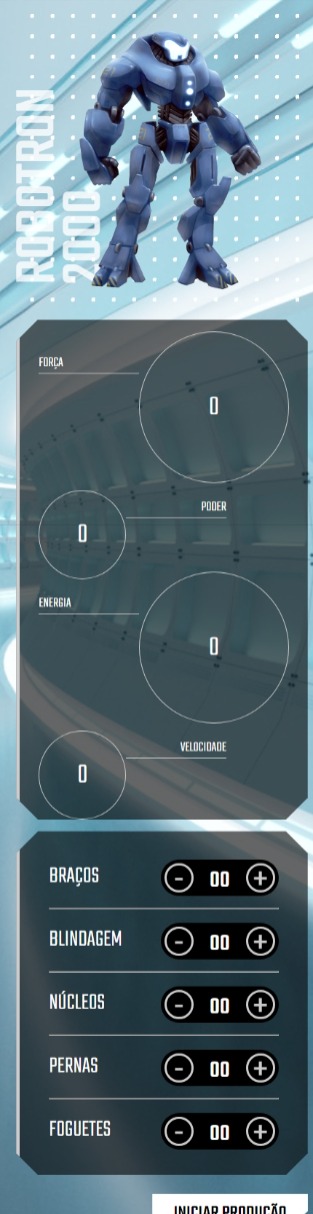 ROBOTRON
2000
FORÇA
0
PODER
0
ENERGIA
0
VELOCIDADE
0
BRAÇOS - 00 +
BLINDAGEM - 00 +
NÚCLEOS - 00 +
PERNAS - 00 +
FOGUETES - 00 +
INICIAR PRODUÇÃO